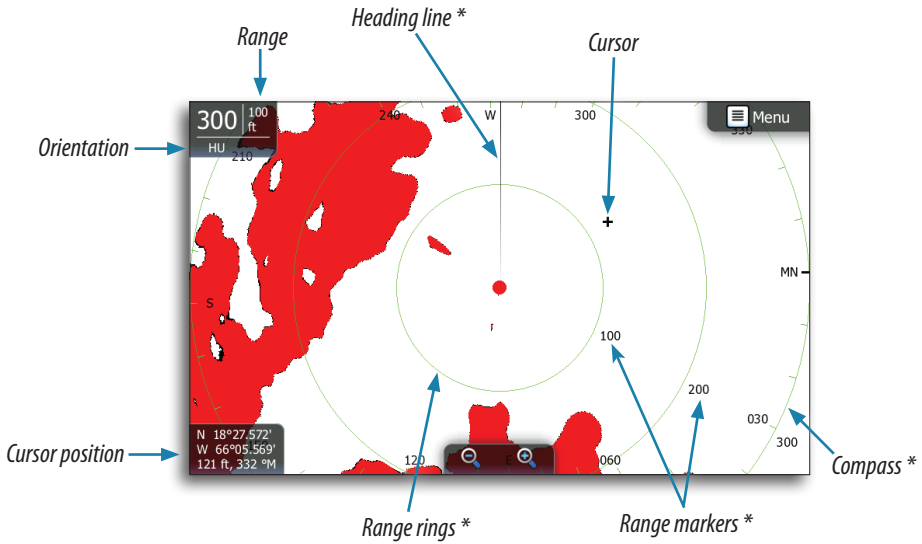 Heading line *
Range
Cursor
300
100
ft
HU
240
W
300
Menu
330
Orientation
210
MN
S
100
200
030
300
N 18°27.572'
W 66°05.569'
121 ft, 332 °M
Cursor position
120
E
060
Compass *
Range rings *
Range markers *